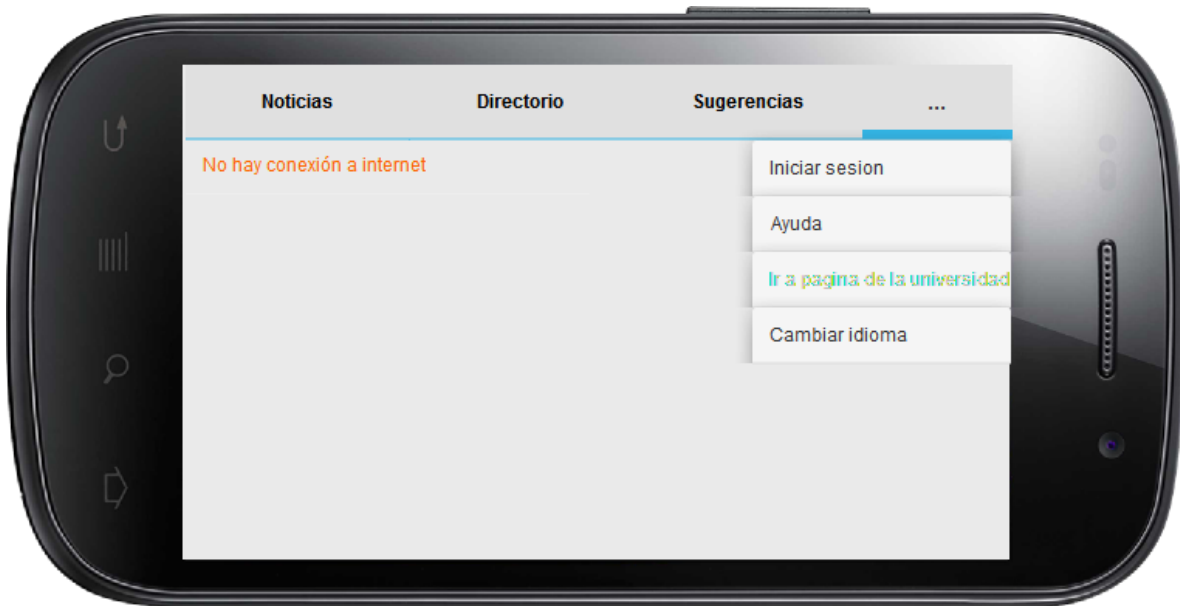 Noticias Directorio Sugerencias ...
No hay conexión a internet
Iniciar sesion
Ayuda
Ir a pagina de la universidad
Cambiar idioma